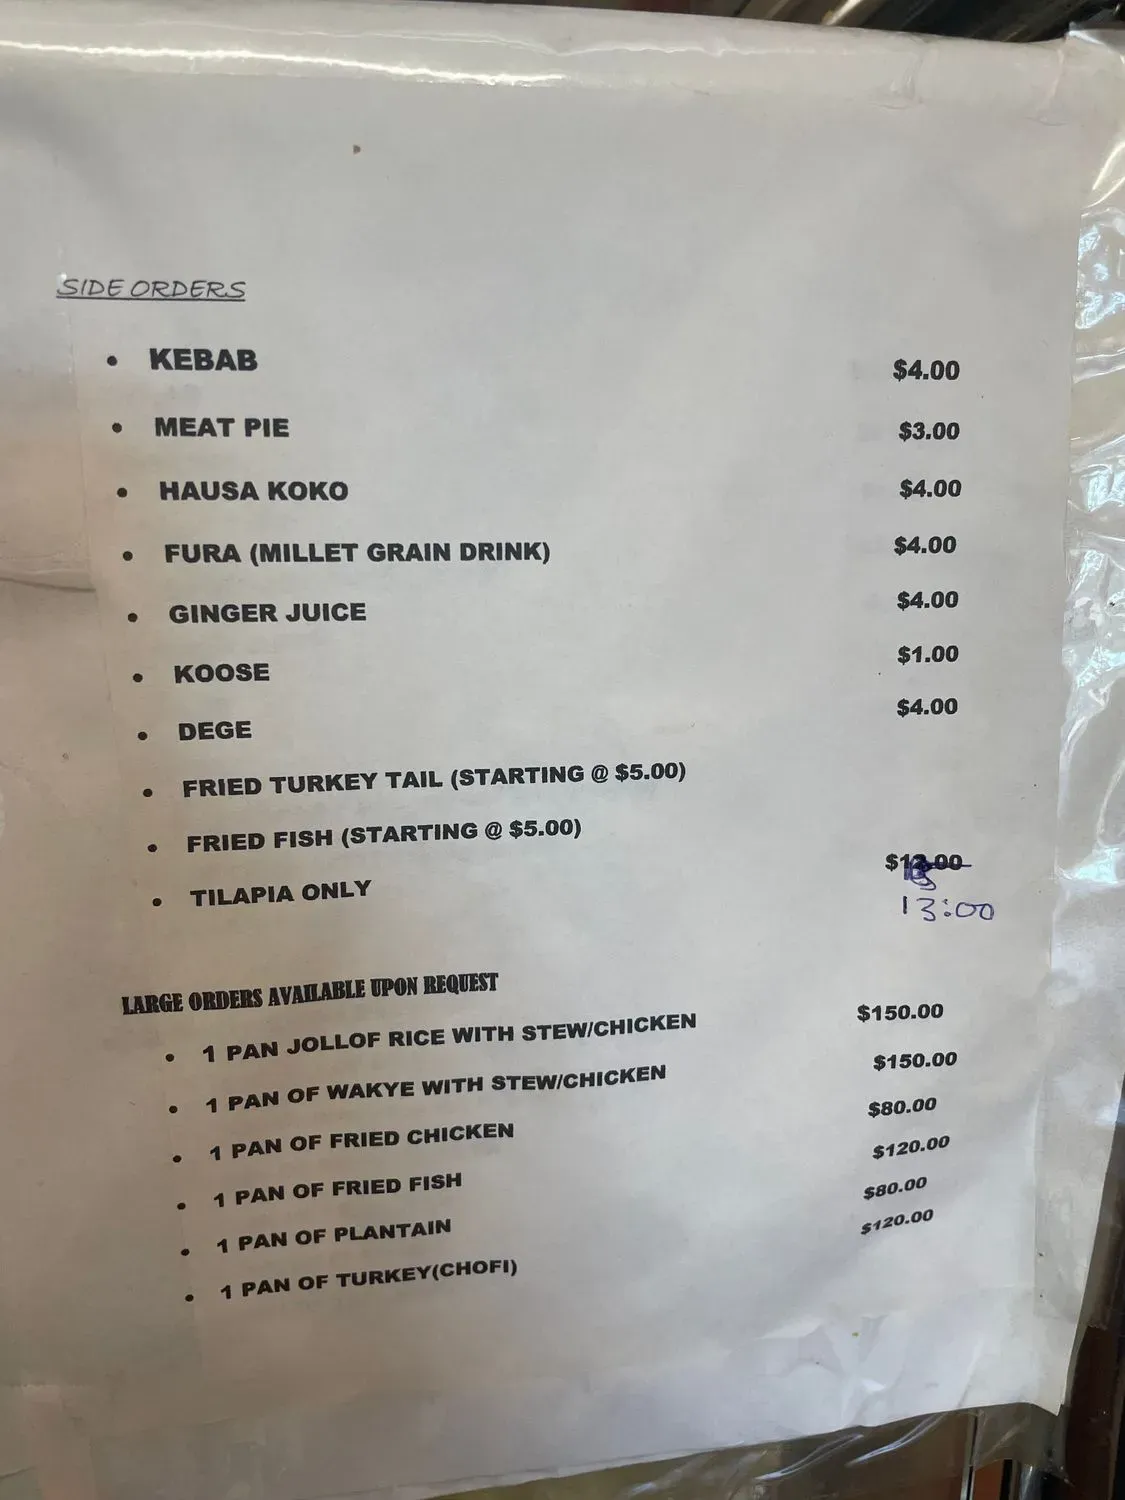 SIDE ORDERS
• KEBAB $4.00
• MEAT PIE $3.00
• HAUSA KOKO $4.00
• FURA (MILLET GRAIN DRINK) $4.00
• GINGER JUICE $4.00
• KOOSE $1.00
• DEGE $4.00
• FRIED TURKEY TAIL (STARTING @ $5.00)
• FRIED FISH (STARTING @ $5.00)
• TILAPIA ONLY
13:00
LARGE ORDERS AVAILABLE UPON REQUEST
• 1 PAN JOLLOF RICE WITH STEW/CHICKEN $150.00
• 1 PAN OF WAKYE WITH STEW/CHICKEN $150.00
• 1 PAN OF FRIED CHICKEN $80.00
• 1 PAN OF FRIED FISH $120.00
• 1 PAN OF PLANTAIN $80.00
• 1 PAN OF TURKEY(CHOFI) $120.00